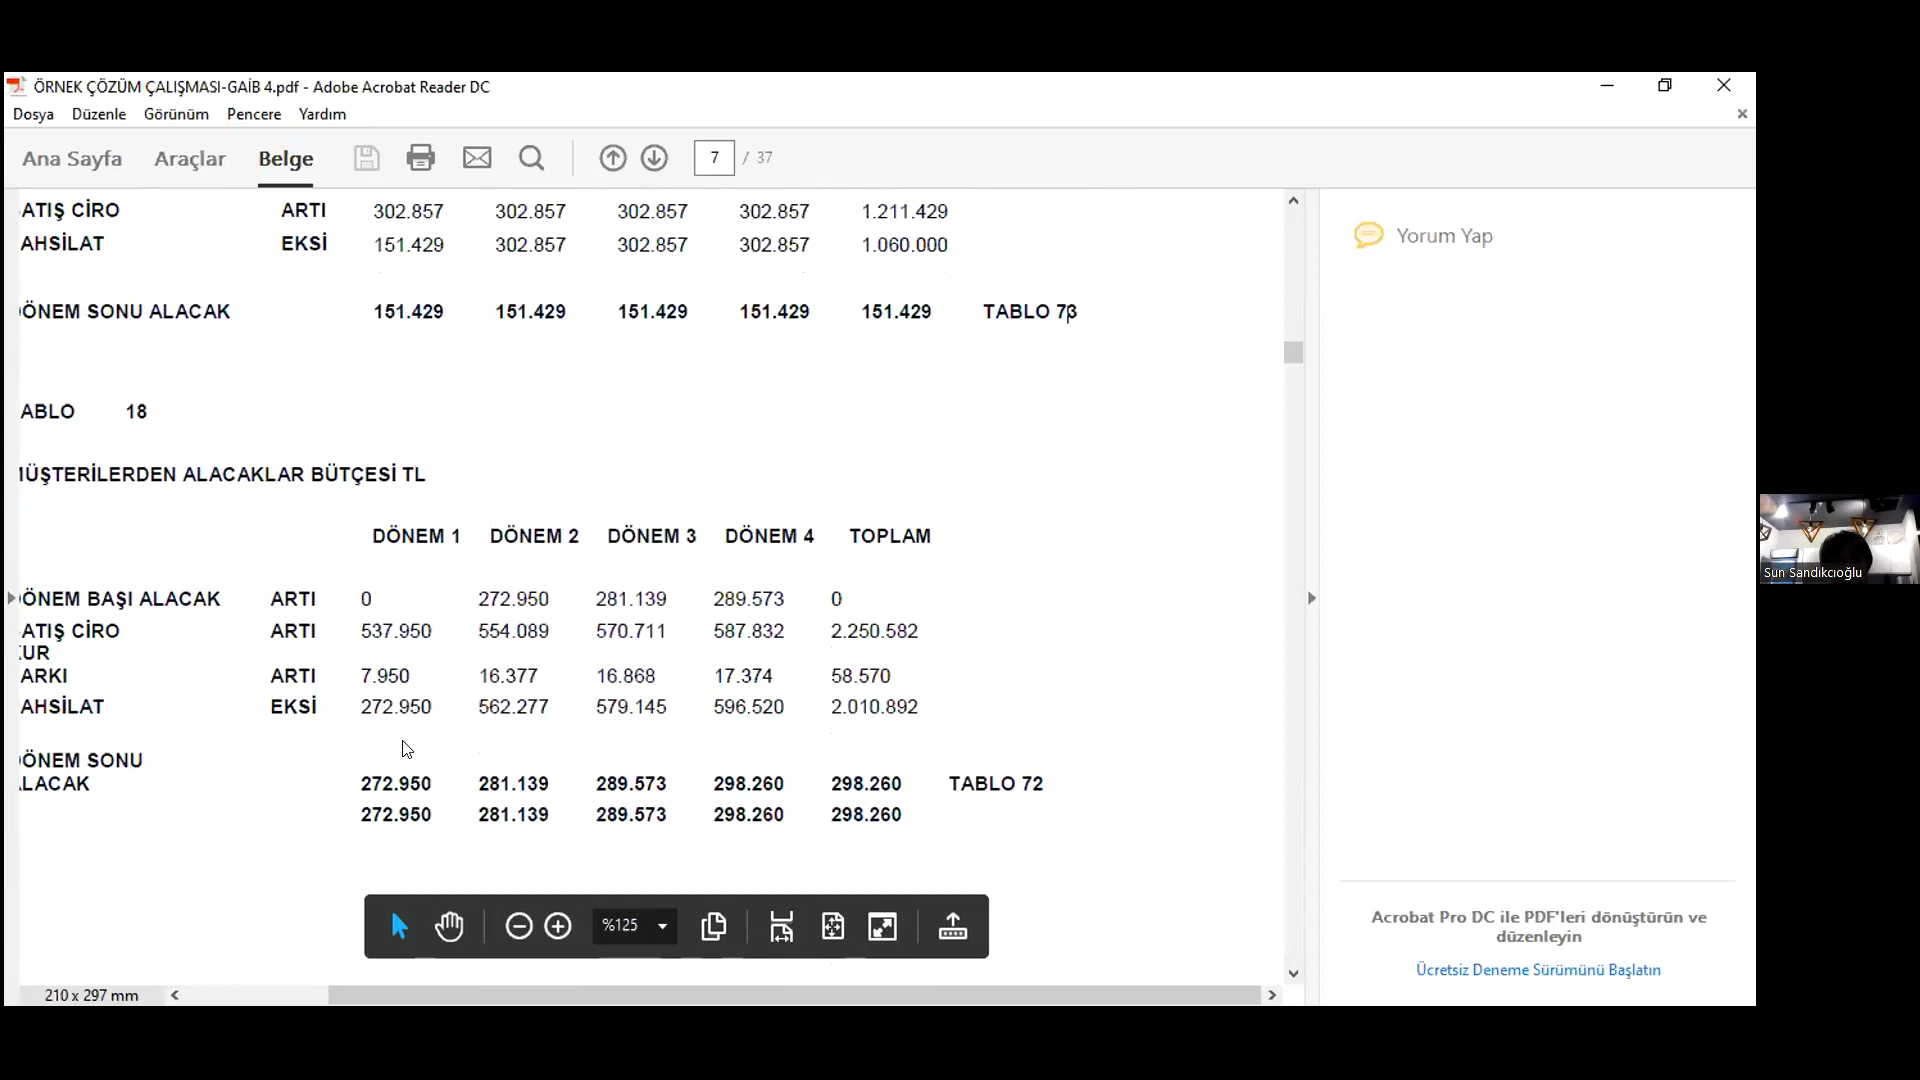 ÖRNEK ÇÖZÜM ÇALIŞMASI-GAİB 4.pdf - Adobe Acrobat Reader DC
Dosya Düzenle Görünüm Pencere Yardım
Ana Sayfa Araçlar Belge 7 / 37
ATIŞ CİRO ARTI 302.857 302.857 302.857 302.857 1.211.429
AHSİLAT EKSİ 151.429 302.857 302.857 302.857 1.060.000
ÖNEM SONU ALACAK 151.429 151.429 151.429 151.429 151.429 TABLO 73
ABLO 18
ÜŞTERİLERDEN ALACAKLAR BÜTÇESİ TL
DÖNEM 1 DÖNEM 2 DÖNEM 3 DÖNEM 4 TOPLAM
ÖNEM BAŞI ALACAK ARTI 0 272.950 281.139 289.573 0
ATIŞ CİRO ARTI 537.950 554.089 570.711 587.832 2.250.582
UR
ARKI ARTI 7.950 16.377 16.868 17.374 58.570
AHSİLAT EKSİ 272.950 562.277 579.145 596.520 2.010.892
ÖNEM SONU
LACAK 272.950 281.139 289.573 298.260 298.260 TABLO 72
272.950 281.139 289.573 298.260 298.260
%125
210 x 297 mm
Yorum Yap
Acrobat Pro DC ile PDF'leri dönüştürün ve
düzenleyin
Ücretsiz Deneme Sürümünü Başlatın
Sun Sandıkcıoğlu